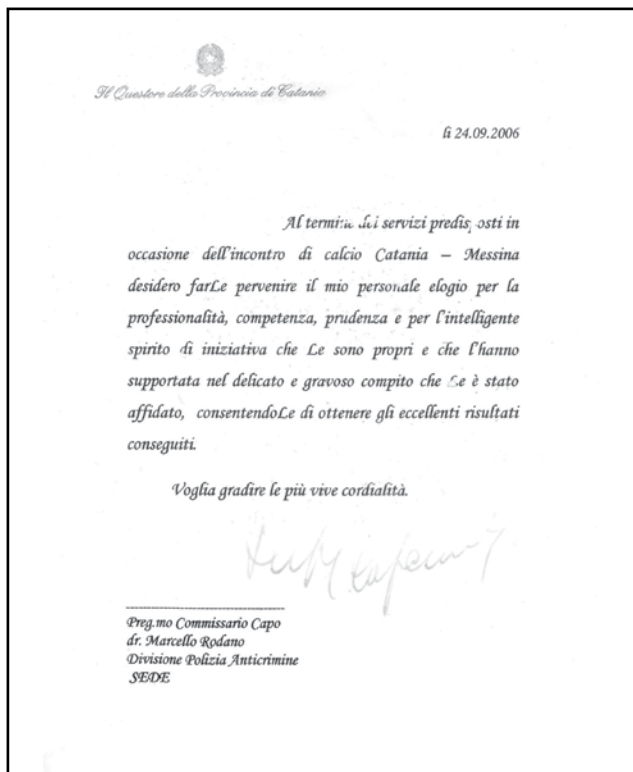 Il Questore della Provincia di Catania
lì 24.09.2006
Al termine dei servizi predisposti in
occasione dell'incontro di calcio Catania – Messina
desidero farLe pervenire il mio personale elogio per la
professionalità, competenza, prudenza e per l'intelligente
spirito di iniziativa che Le sono propri e che l'hanno
supportata nel delicato e gravoso compito che Le è stato
affidato, consentendoLe di ottenere gli eccellenti risultati
conseguiti.
Voglia gradire le più vive cordialità.
Preg.mo Commissario Capo
dr. Marcello Rodano
Divisione Polizia Anticrimine
SEDE